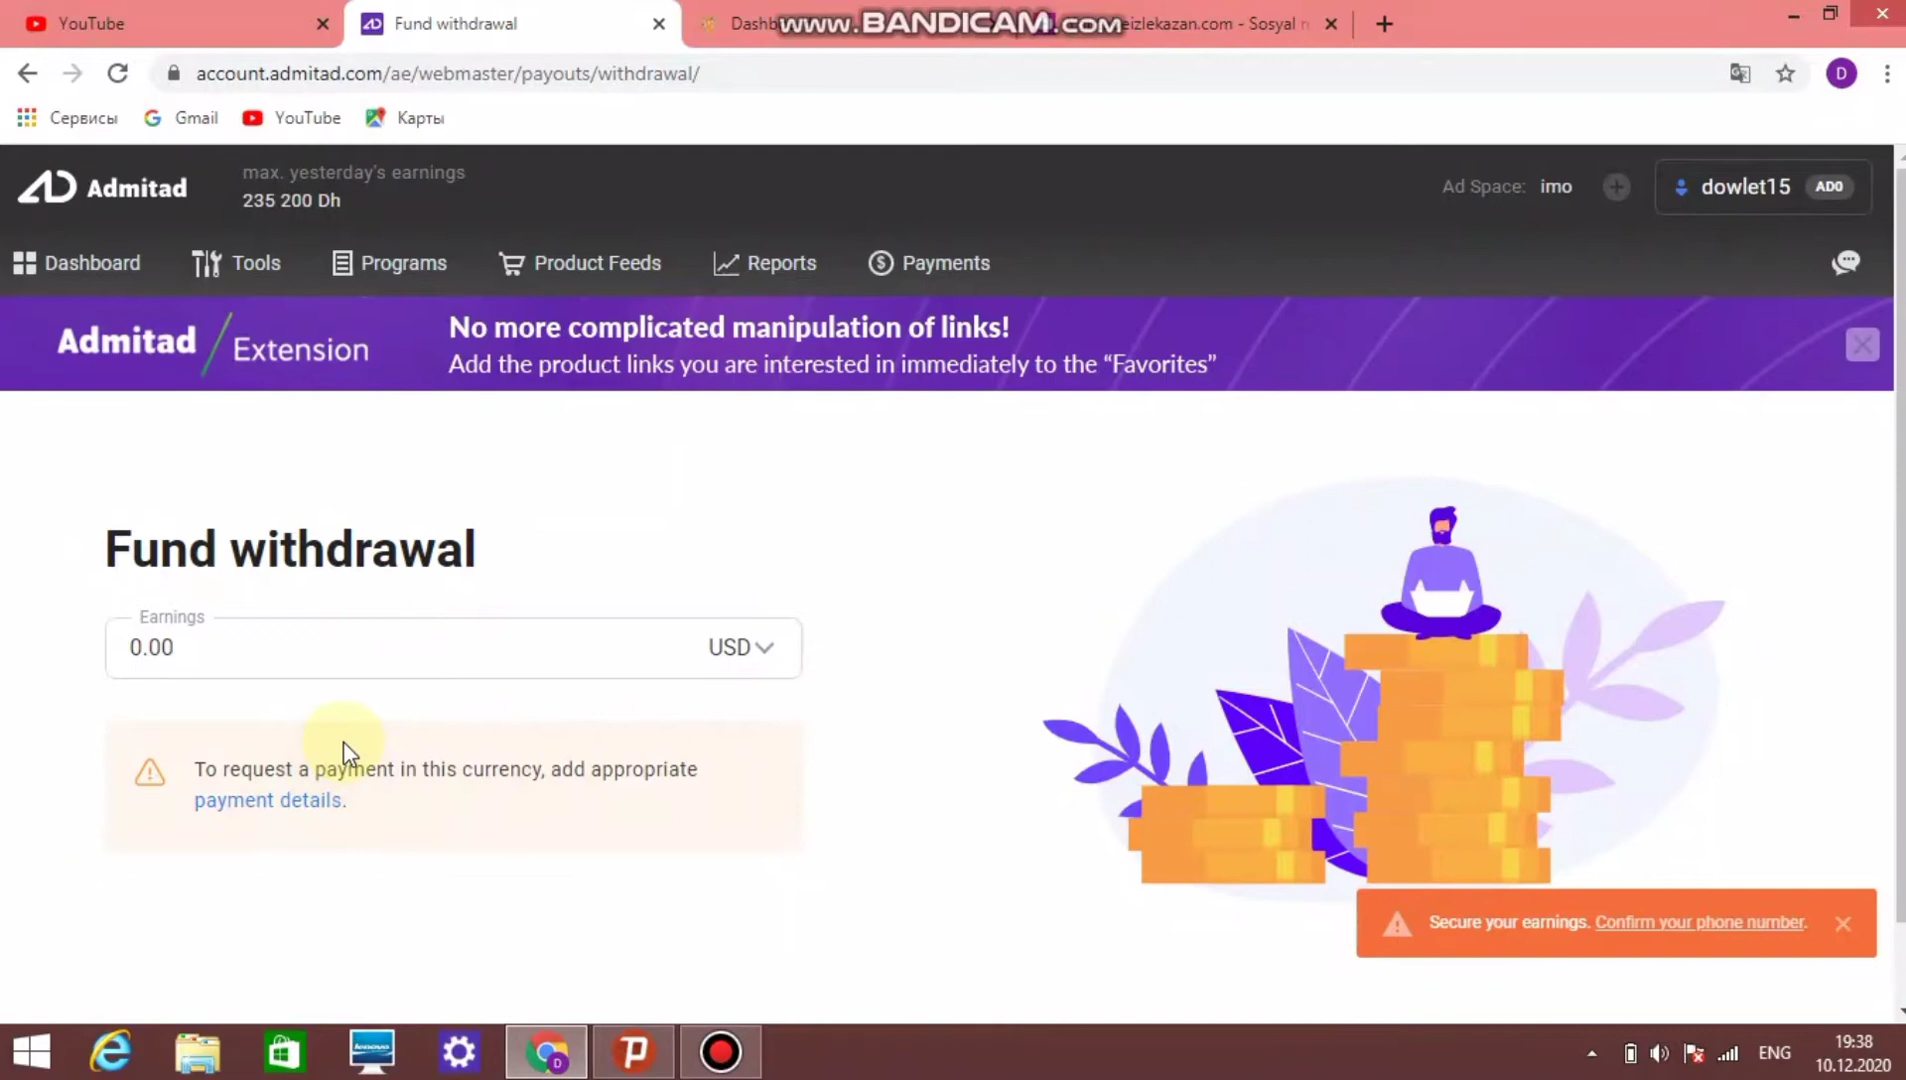 YouTube
Fund withdrawal
Dashb
www.BANDICAM.com
eizlekazan.com - Sosyal
account.admitad.com/ae/webmaster/payouts/withdrawal/
D
Сервисы
Gmail
YouTube
Карты
Admitad
max. yesterday's earnings
235 200 Dh
Ad Space: imo
dowlet15
AD0
Dashboard
Tools
Programs
Product Feeds
Reports
Payments
Admitad / Extension
No more complicated manipulation of links!
Add the product links you are interested in immediately to the “Favorites”
Fund withdrawal
Earnings
0.00
USD
To request a payment in this currency, add appropriate
payment details.
Secure your earnings. Confirm your phone number.
lenovo
D
ENG
19:38
10.12.2020